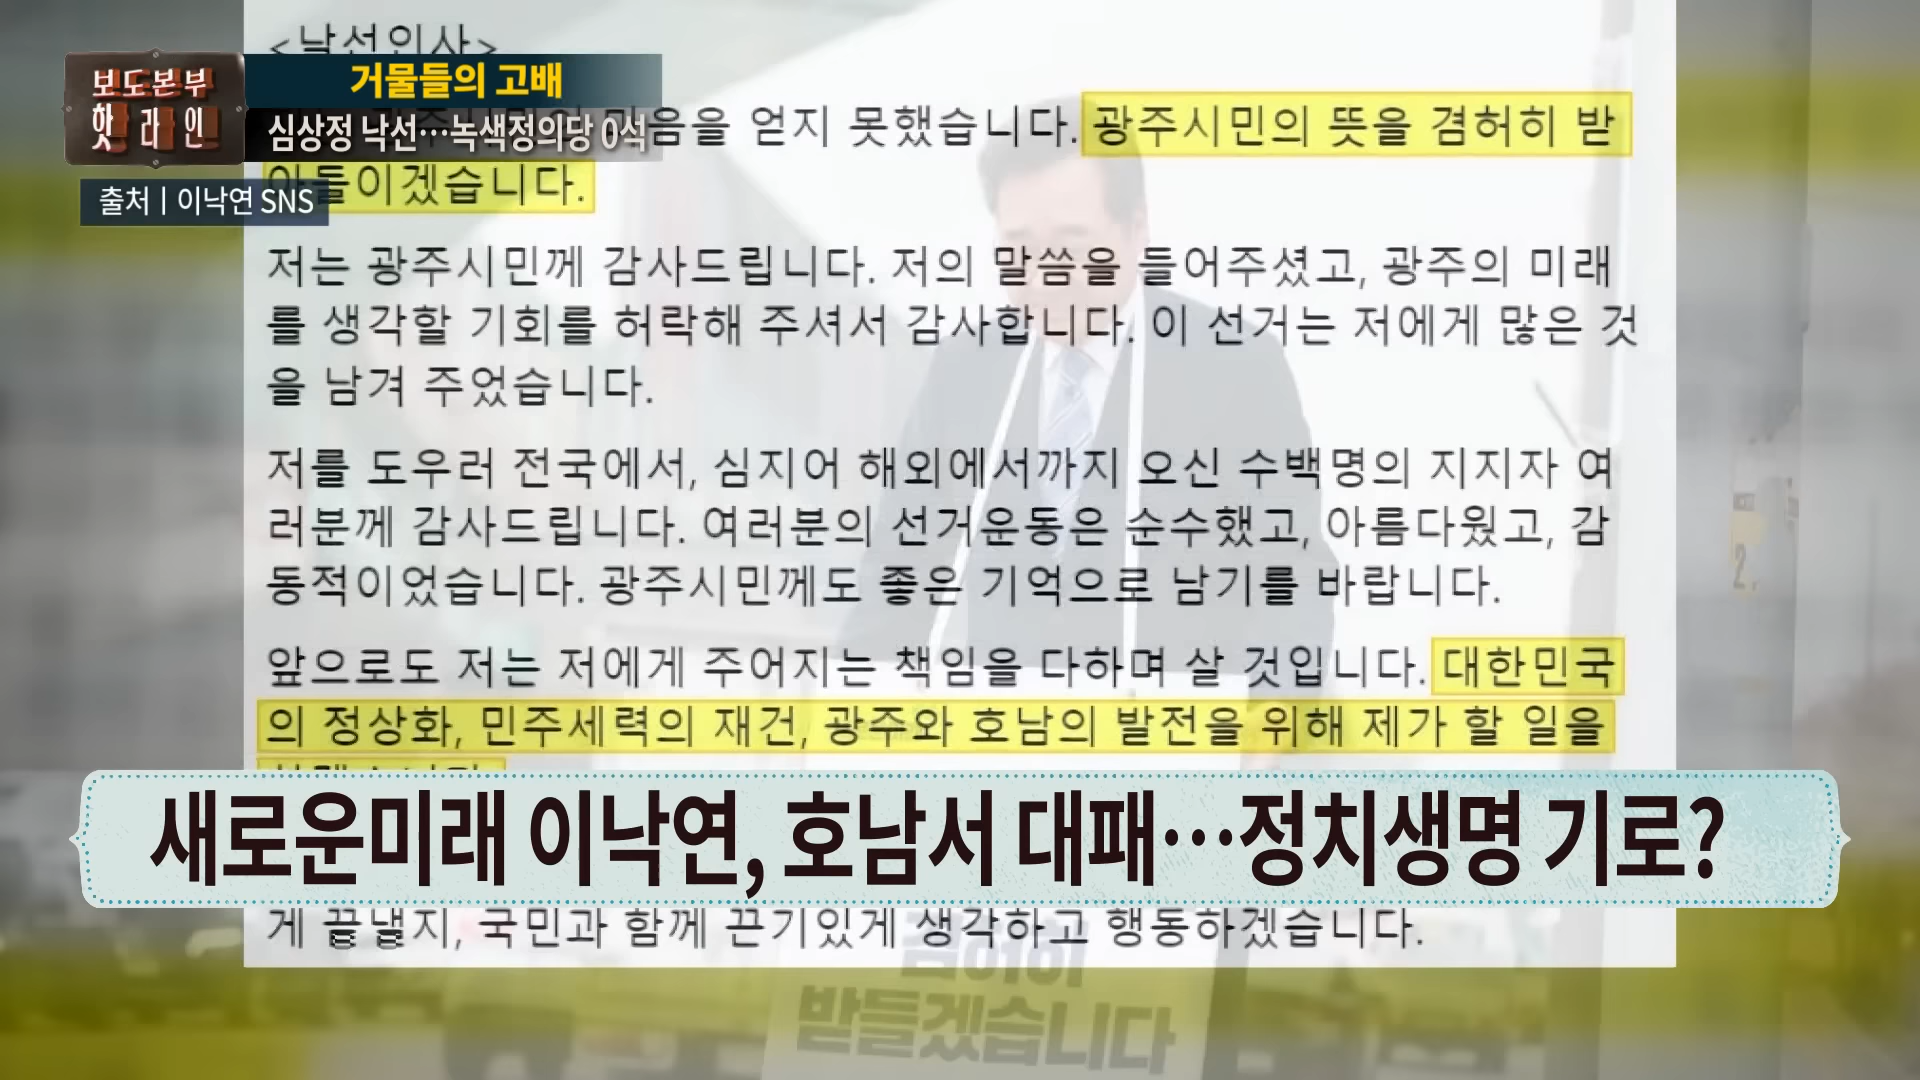 <낙선인사>
보도본부
핫라인
거물들의 고배
심상정 낙선…녹색정의당 0석
출처 | 이낙연 SNS
얻지 못했습니다. 광주시민의 뜻을 겸허히 받
아들이겠습니다.
저는 광주시민께 감사드립니다. 저의 말씀을 들어주셨고, 광주의 미래
를 생각할 기회를 허락해 주셔서 감사합니다. 이 선거는 저에게 많은 것
을 남겨 주었습니다.
저를 도우러 전국에서, 심지어 해외에서까지 오신 수백명의 지지자 여
러분께 감사드립니다. 여러분의 선거운동은 순수했고, 아름다웠고, 감
동적이었습니다. 광주시민께도 좋은 기억으로 남기를 바랍니다.
앞으로도 저는 저에게 주어지는 책임을 다하며 살 것입니다. 대한민국
의 정상화, 민주세력의 재건, 광주와 호남의 발전을 위해 제가 할 일을
새로운미래 이낙연, 호남서 대패…정치생명 기로?
게 끝낼지, 국민과 함께 끈기있게 생각하고 행동하겠습니다.
겸허히
받들겠습니다